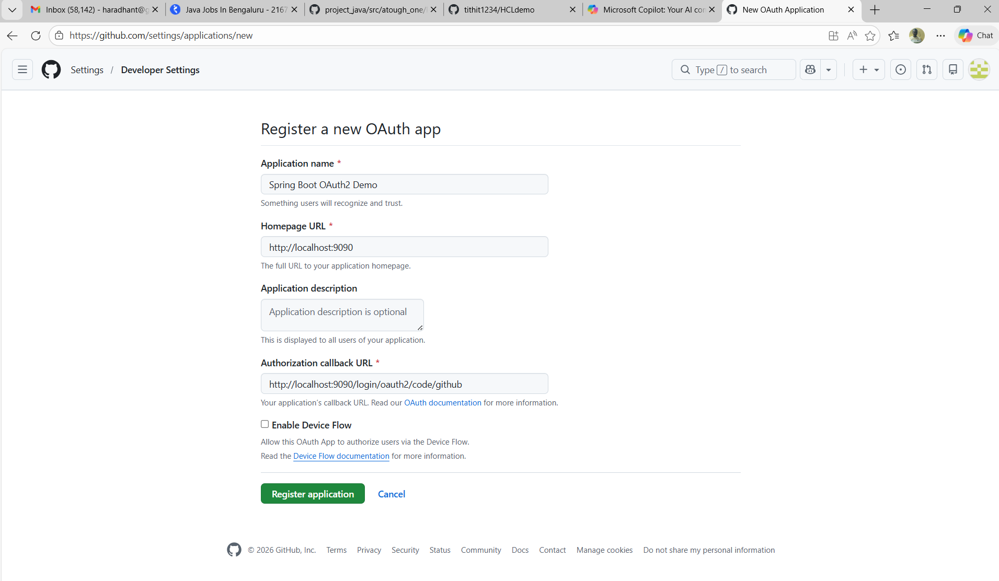 Inbox (58,142) - haradhant@g
Java Jobs In Bengaluru - 2167
project_java/src/atough_one/
tithit1234/HCLdemo
Microsoft Copilot: Your AI con
New OAuth Application
https://github.com/settings/applications/new
Chat
Settings / Developer Settings
Type / to search
Register a new OAuth app
Application name *
Spring Boot OAuth2 Demo
Something users will recognize and trust.
Homepage URL *
http://localhost:9090
The full URL to your application homepage.
Application description
Application description is optional
This is displayed to all users of your application.
Authorization callback URL *
http://localhost:9090/login/oauth2/code/github
Your application’s callback URL. Read our OAuth documentation for more information.
Enable Device Flow
Allow this OAuth App to authorize users via the Device Flow.
Read the Device Flow documentation for more information.
Register application Cancel
© 2026 GitHub, Inc. Terms Privacy Security Status Community Docs Contact Manage cookies Do not share my personal information